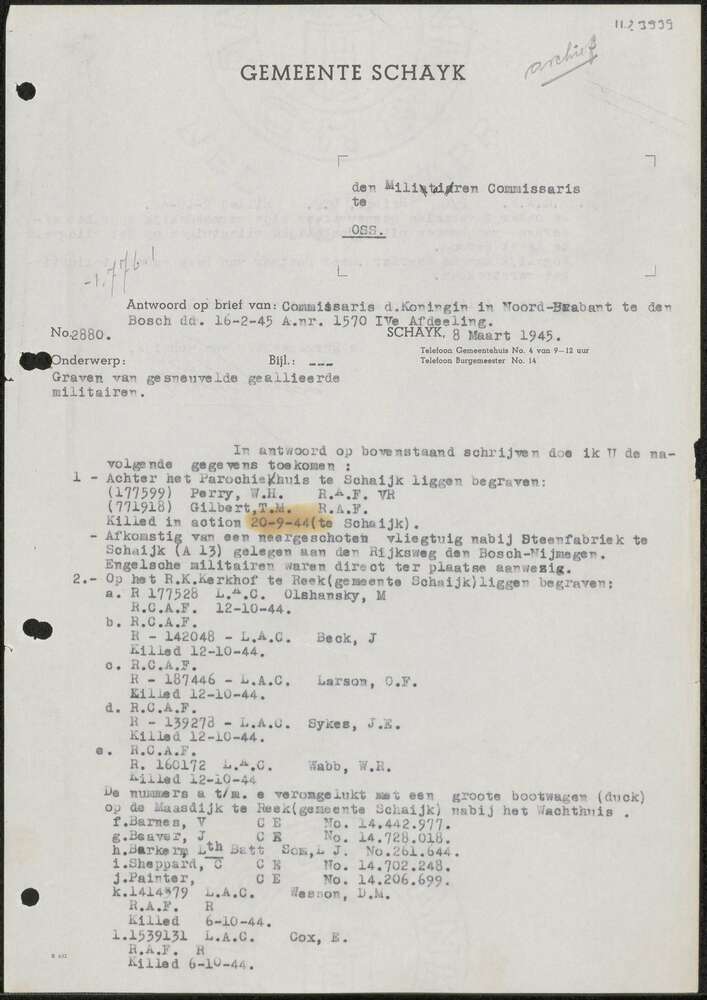 11.2 3939
archief
GEMEENTE SCHAYK
den Militairen Commissaris
te
OSS.
-1.776.1
Antwoord op brief van: Commissaris d.Koningin in Noord-Brabant te den
Bosch dd. 16-2-45 A.nr. 1570 IVe Afdeeling.
No.2880. SCHAYK, 8 Maart 1945.
Telefoon Gemeentehuis No. 4 van 9—12 uur
Telefoon Burgemeester No. 14
Onderwerp: Bijl.: ---
Graven van gesneuvelde geallieerde
militairen.
In antwoord op bovenstaand schrijven doe ik U de na-
volgende gegevens toekomen :
1 - Achter het Parochiehuis te Schaijk liggen begraven:
(177599) Perry, W.H. R.A.F. VR
(771918) Gilbert,T.M. R.A.F.
Killed in action 20-9-44(te Schaijk).
- Afkomstig van een neergeschoten vliegtuig nabij Steenfabriek te
Schaijk (A 13) gelegen aan den Rijksweg den Bosch-Nijmegen.
Engelsche militairen waren direct ter plaatse aanwezig.
2.- Op het R.K.Kerkhof te Reek(gemeente Schaijk)liggen begraven;
a. R 177528 L.A.C. Olshansky, M
R.C.A.F. 12-10-44.
b. R.C.A.F.
R - 142048 - L.A.C. Beck, J
Killed 12-10-44.
c. R.C.A.F.
R - 187446 - L.A.C. Larson, O.F.
Killed 12-10-44.
d. R.C.A.F.
R - 139278 - L.A.C. Sykes, J.E.
Killed 12-10-44.
e. R.C.A.F.
R. 160172 L.A.C. Wabb, W.R.
Killed 12-10-44
De nummers a t/m. e verongelukt met een groote bootwagen (duck)
op de Maasdijk te Reek(gemeente Schaijk) nabij het Wachthuis .
f.Barnes, V C E No. 14.442.977.
g.Beaver, J C E No. 14.728.018.
h.Barker, Lth Batt Som,L J. No.261.644.
i.Sheppard, C C E No. 14.702.248.
j.Painter, C E No. 14.206.699.
k.1414879 L.A.C. Wesson, D.M.
R.A.F. R
Killed 6-10-44.
l.1539131 L.A.C. Cox, E.
R.A.F. R
Killed 6-10-44.